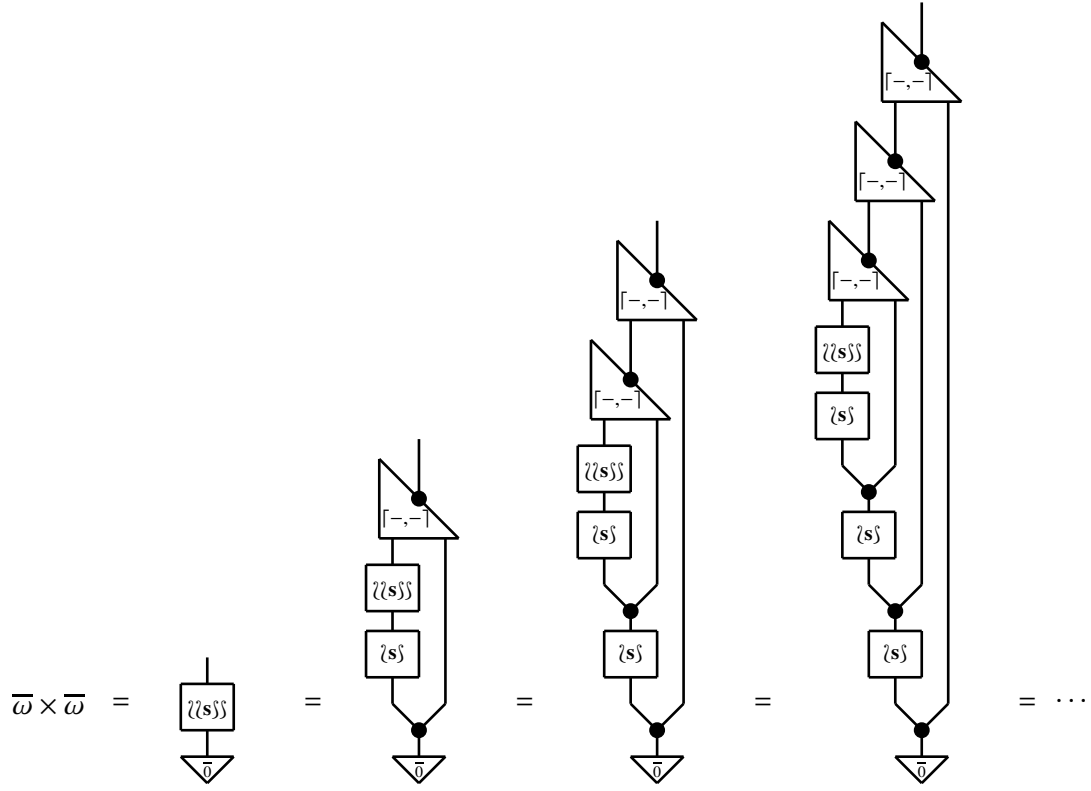 ⌈−,−⌉
⌈−,−⌉
⌈−,−⌉
⌈−,−⌉ ≀≀s≀≀
⌈−,−⌉ ≀s≀
≀≀s≀≀
⌈−,−⌉ ≀s≀ ≀s≀
≀≀s≀≀
≀s≀ ≀s≀ ≀s≀
ω̅ × ω̅ = ≀≀s≀≀ = = = = ⋯
0̅ 0̅ 0̅ 0̅